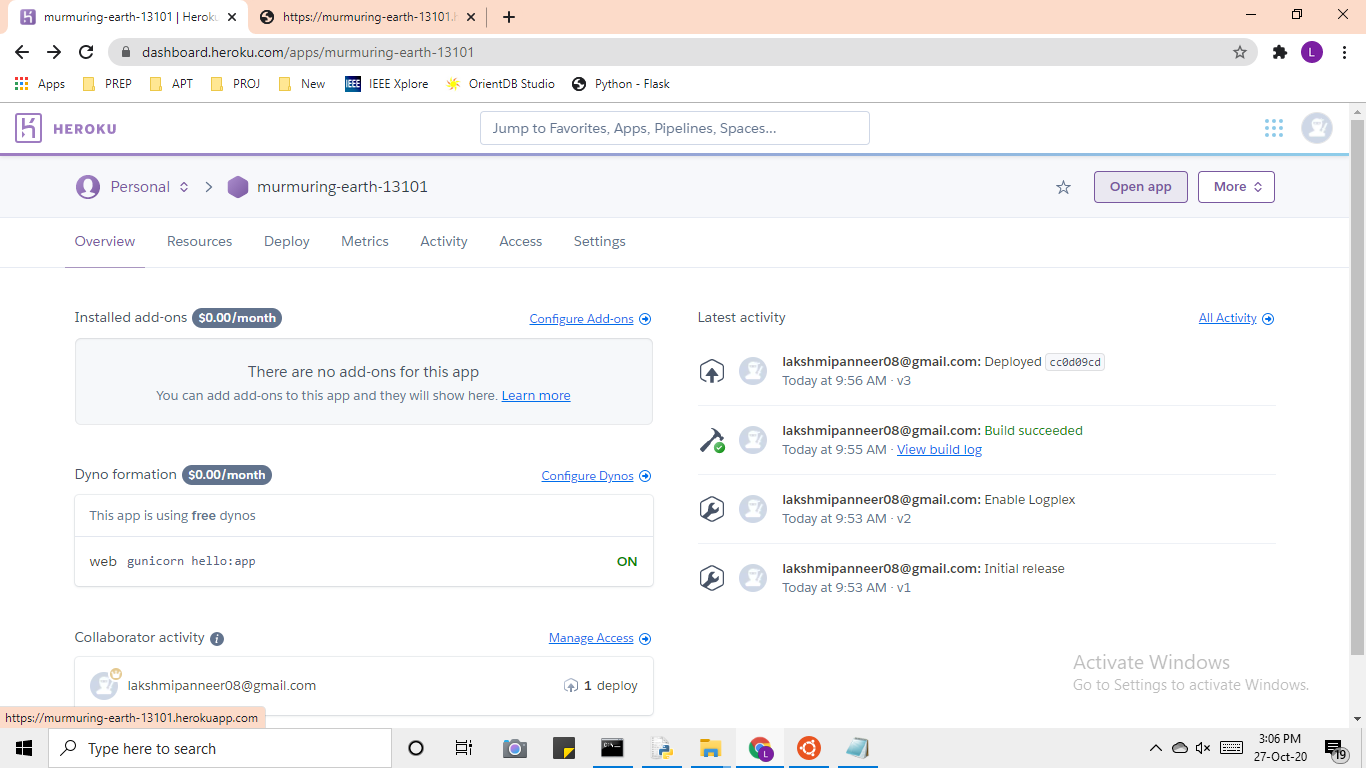 murmuring-earth-13101 | Heroku
https://murmuring-earth-13101.h
dashboard.heroku.com/apps/murmuring-earth-13101
L
Apps PREP APT PROJ New IEEE IEEE Xplore OrientDB Studio Python - Flask
HEROKU
Jump to Favorites, Apps, Pipelines, Spaces...
Personal murmuring-earth-13101
Open app More
Overview Resources Deploy Metrics Activity Access Settings
Installed add-ons $0.00/month Configure Add-ons
There are no add-ons for this app
You can add add-ons to this app and they will show here. Learn more
Dyno formation $0.00/month Configure Dynos
This app is using free dynos
web gunicorn hello:app ON
Collaborator activity Manage Access
lakshmipanneer08@gmail.com 1 deploy
Latest activity All Activity
lakshmipanneer08@gmail.com: Deployed cc0d09cd
Today at 9:56 AM · v3
lakshmipanneer08@gmail.com: Build succeeded
Today at 9:55 AM · View build log
lakshmipanneer08@gmail.com: Enable Logplex
Today at 9:53 AM · v2
lakshmipanneer08@gmail.com: Initial release
Today at 9:53 AM · v1
Activate Windows
Go to Settings to activate Windows.
https://murmuring-earth-13101.herokuapp.com
Type here to search
L
3:06 PM
27-Oct-20
19